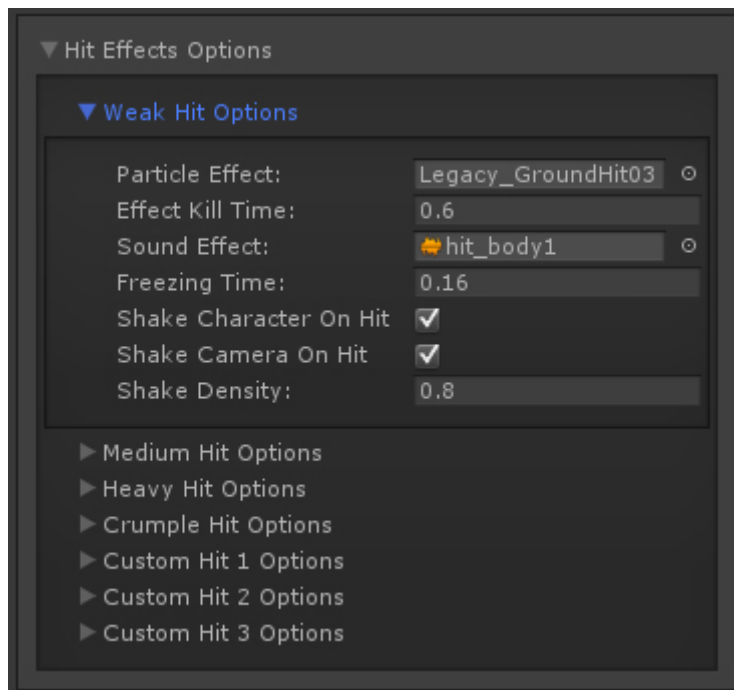 Hit Effects Options
Weak Hit Options
Particle Effect: Legacy_GroundHit03
Effect Kill Time: 0.6
Sound Effect: hit_body1
Freezing Time: 0.16
Shake Character On Hit
Shake Camera On Hit
Shake Density: 0.8
Medium Hit Options
Heavy Hit Options
Crumple Hit Options
Custom Hit 1 Options
Custom Hit 2 Options
Custom Hit 3 Options